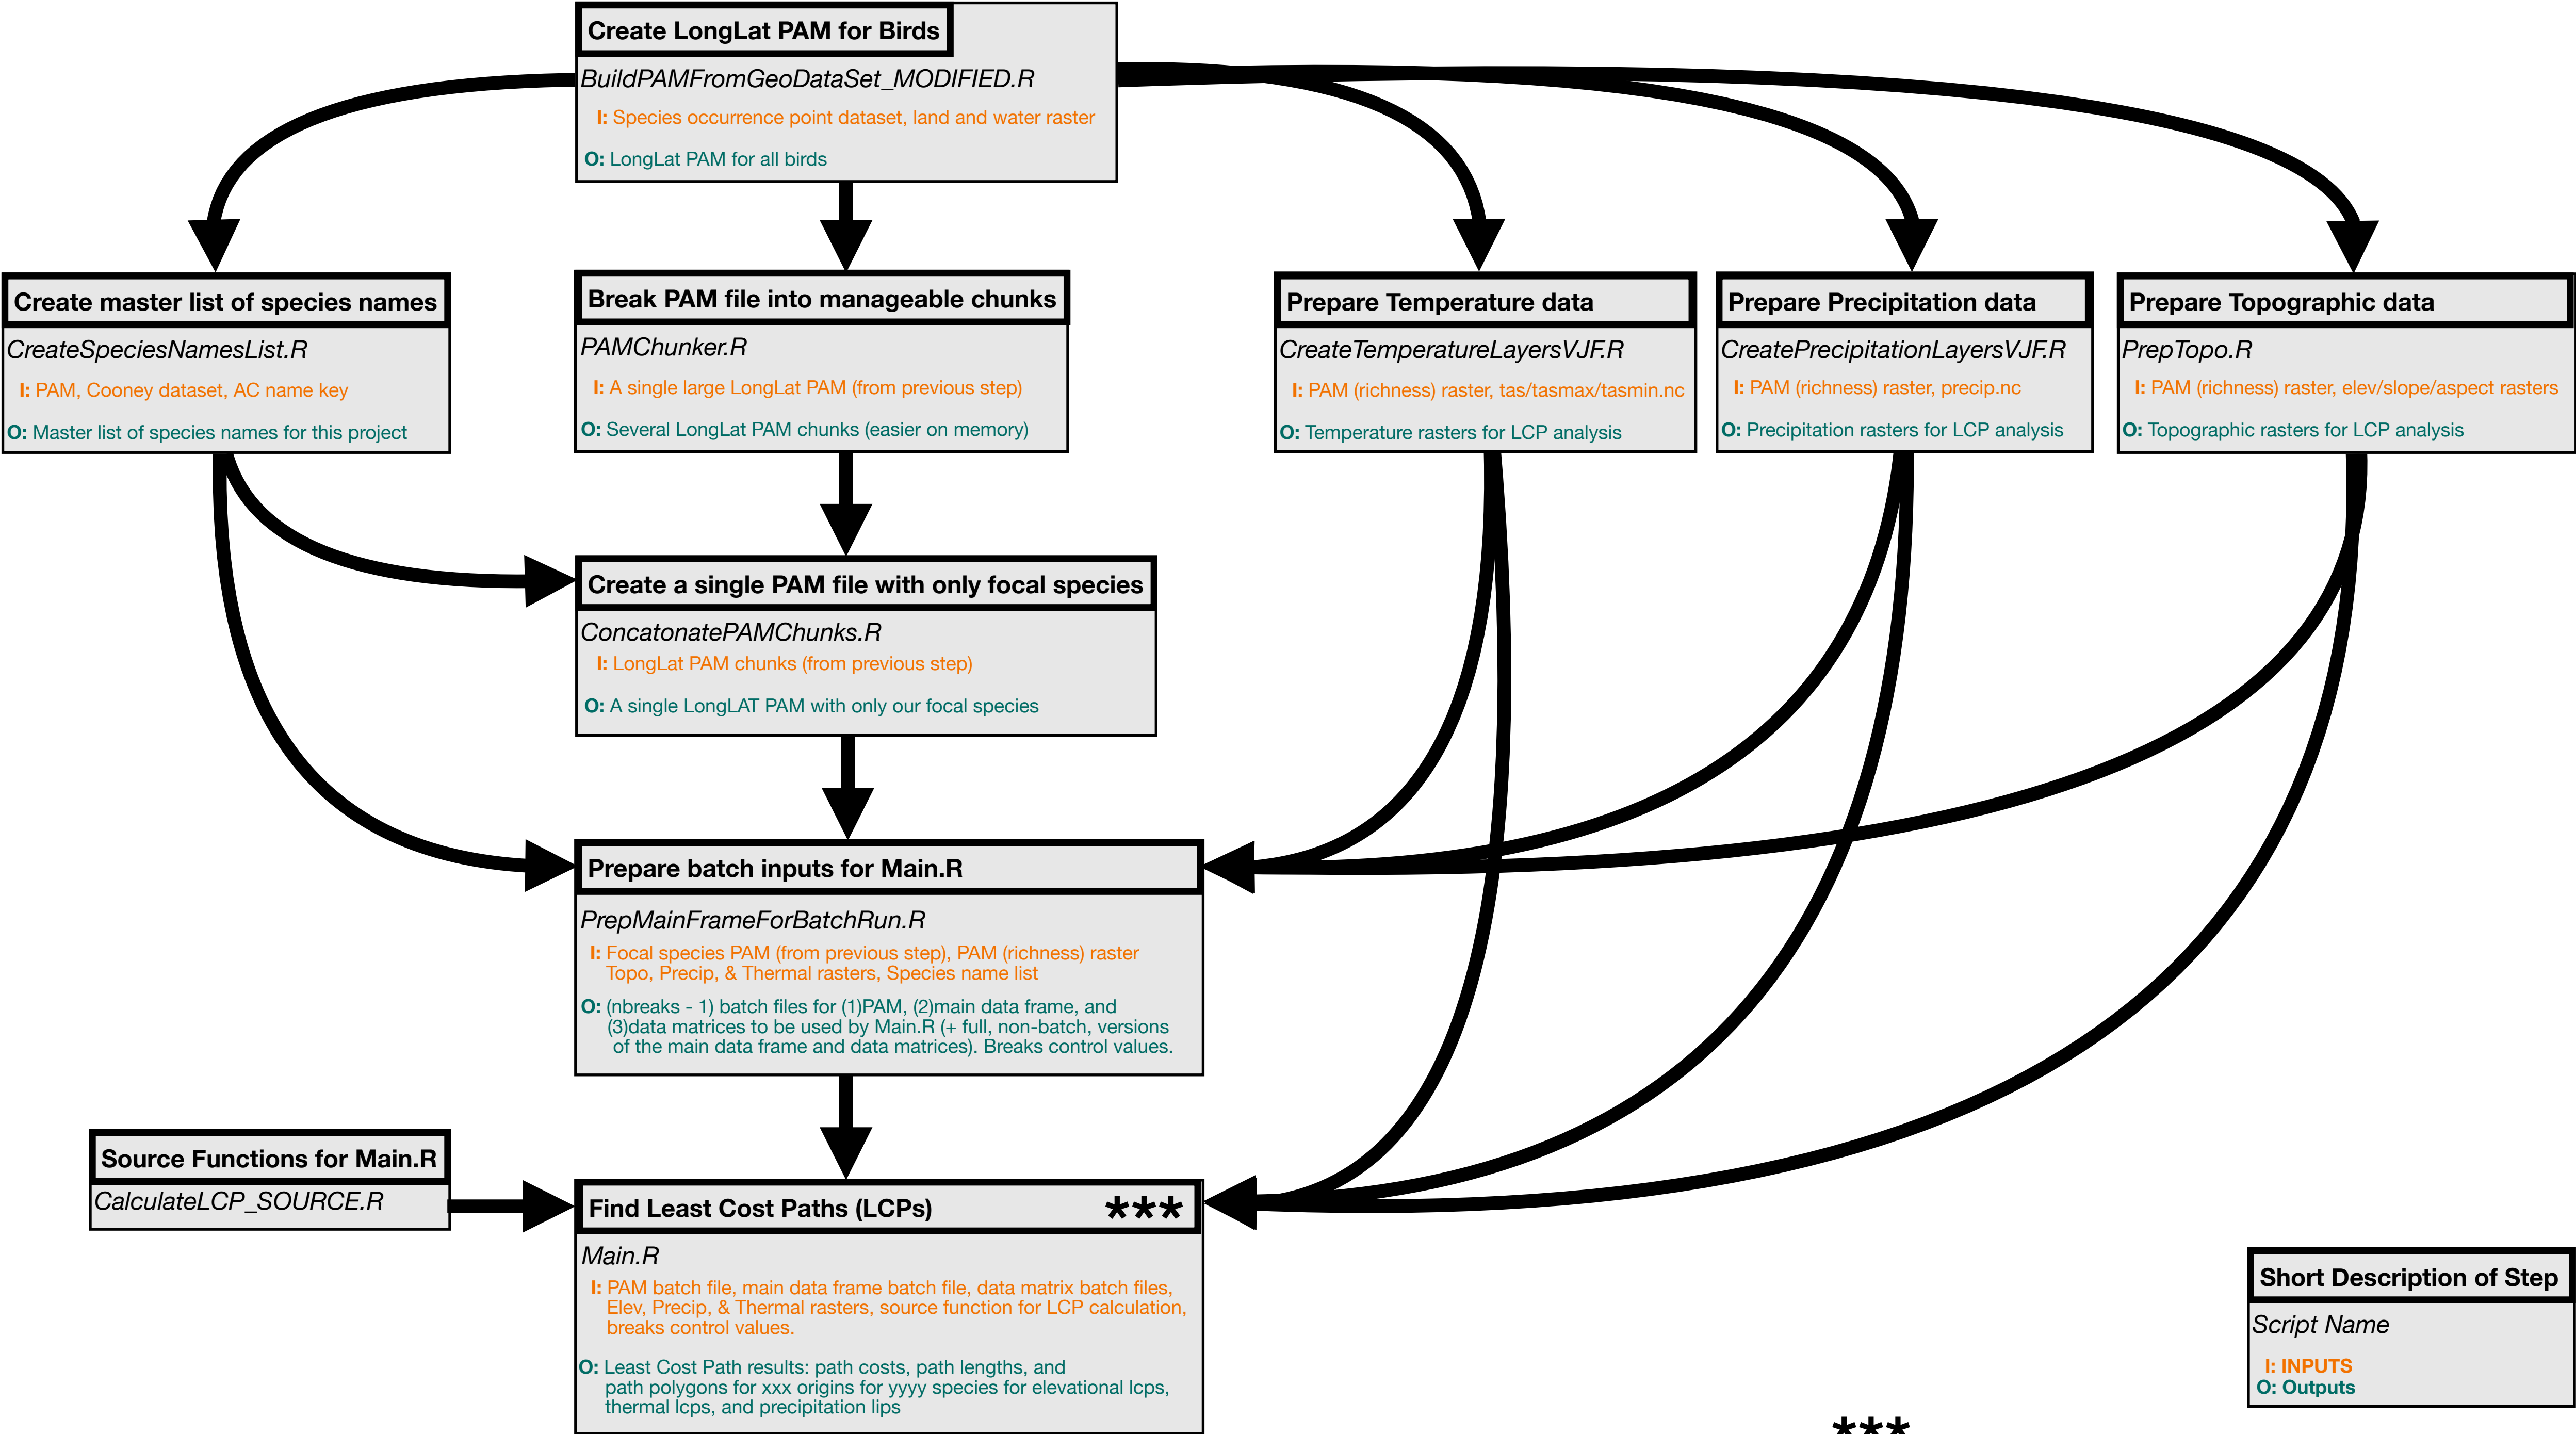 Create LongLat PAM for Birds
BuildPAMFromGeoDataSet_MODIFIED.R
I: Species occurrence point dataset, land and water raster
O: LongLat PAM for all birds
Create master list of species names
CreateSpeciesNamesList.R
I: PAM, Cooney dataset, AC name key
O: Master list of species names for this project
Break PAM file into manageable chunks
PAMChunker.R
I: A single large LongLat PAM (from previous step)
O: Several LongLat PAM chunks (easier on memory)
Prepare Temperature data
CreateTemperatureLayersVJF.R
I: PAM (richness) raster, tas/tasmax/tasmin.nc
O: Temperature rasters for LCP analysis
Prepare Precipitation data
CreatePrecipitationLayersVJF.R
I: PAM (richness) raster, precip.nc
O: Precipitation rasters for LCP analysis
Prepare Topographic data
PrepTopo.R
I: PAM (richness) raster, elev/slope/aspect rasters
O: Topographic rasters for LCP analysis
Create a single PAM file with only focal species
ConcatonatePAMChunks.R
I: LongLat PAM chunks (from previous step)
O: A single LongLAT PAM with only our focal species
Prepare batch inputs for Main.R
PrepMainFrameForBatchRun.R
I: Focal species PAM (from previous step), PAM (richness) raster
Topo, Precip, & Thermal rasters, Species name list
O: (nbreaks - 1) batch files for (1)PAM, (2)main data frame, and
(3)data matrices to be used by Main.R (+ full, non-batch, versions
of the main data frame and data matrices). Breaks control values.
Source Functions for Main.R
CalculateLCP_SOURCE.R
Find Least Cost Paths (LCPs) ***
Main.R
I: PAM batch file, main data frame batch file, data matrix batch files,
Elev, Precip, & Thermal rasters, source function for LCP calculation,
breaks control values.
O: Least Cost Path results: path costs, path lengths, and
path polygons for xxx origins for yyyy species for elevational lcps,
thermal lcps, and precipitation lips
Short Description of Step
Script Name
I: INPUTS
O: Outputs
***